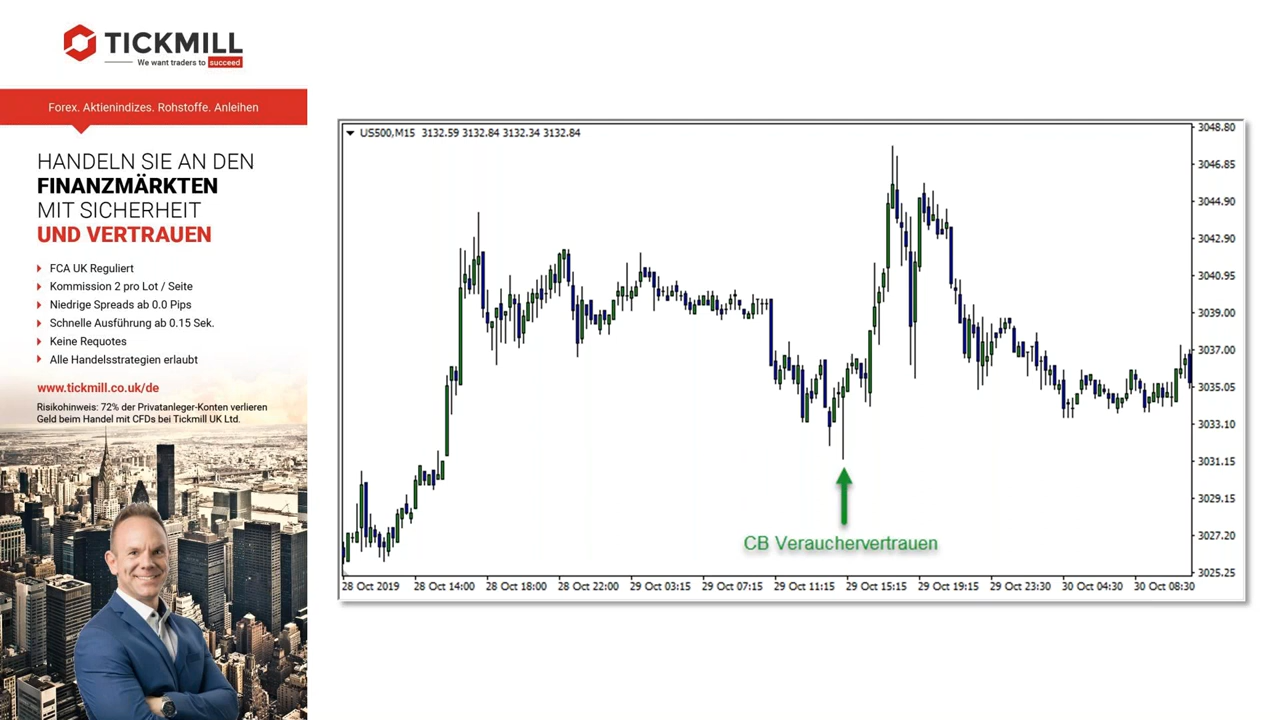 TICKMILL
We want traders to succeed
Forex. Aktienindizes. Rohstoffe. Anleihen
HANDELN SIE AN DEN
FINANZMÄRKTEN
MIT SICHERHEIT
UND VERTRAUEN
FCA UK Reguliert
Kommission 2 pro Lot / Seite
Niedrige Spreads ab 0.0 Pips
Schnelle Ausführung ab 0.15 Sek.
Keine Requotes
Alle Handelsstrategien erlaubt
www.tickmill.co.uk/de
Risikohinweis: 72% der Privatanleger-Konten verlieren
Geld beim Handel mit CFDs bei Tickmill UK Ltd.
US500,M15 3132.59 3132.84 3132.34 3132.84
3048.80
3046.85
3044.90
3042.90
3040.95
3039.00
3037.00
3035.05
3033.10
3031.15
3029.15
3027.20
3025.25
CB Verauchervertrauen
28 Oct 2019 28 Oct 14:00 28 Oct 18:00 28 Oct 22:00 29 Oct 03:15 29 Oct 07:15 29 Oct 11:15 29 Oct 15:15 29 Oct 19:15 29 Oct 23:30 30 Oct 04:30 30 Oct 08:30